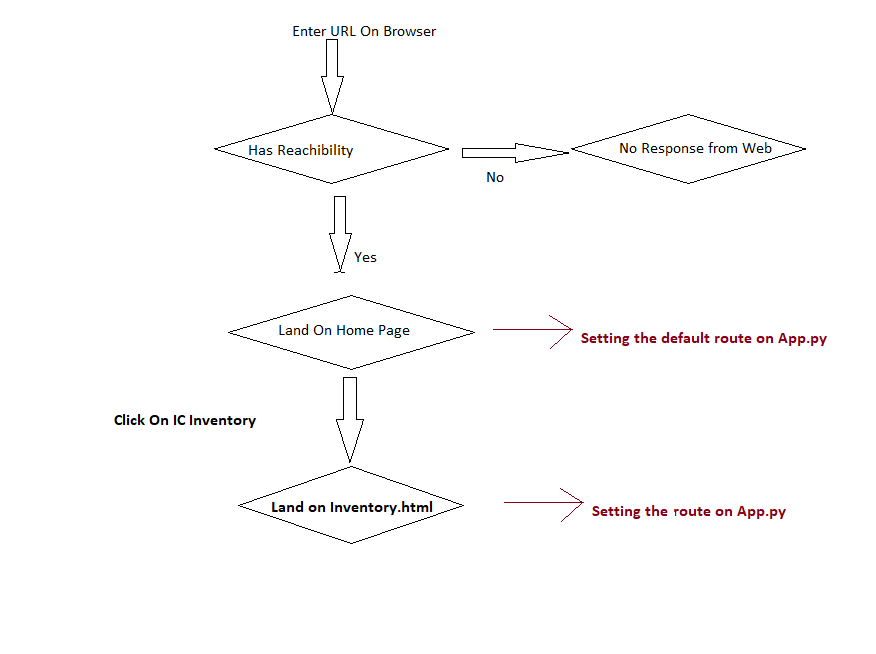 Enter URL On Browser
Has Reachibility
No Response from Web
No
Yes
Land On Home Page
Setting the default route on App.py
Click On IC Inventory
Land on Inventory.html
Setting the route on App.py